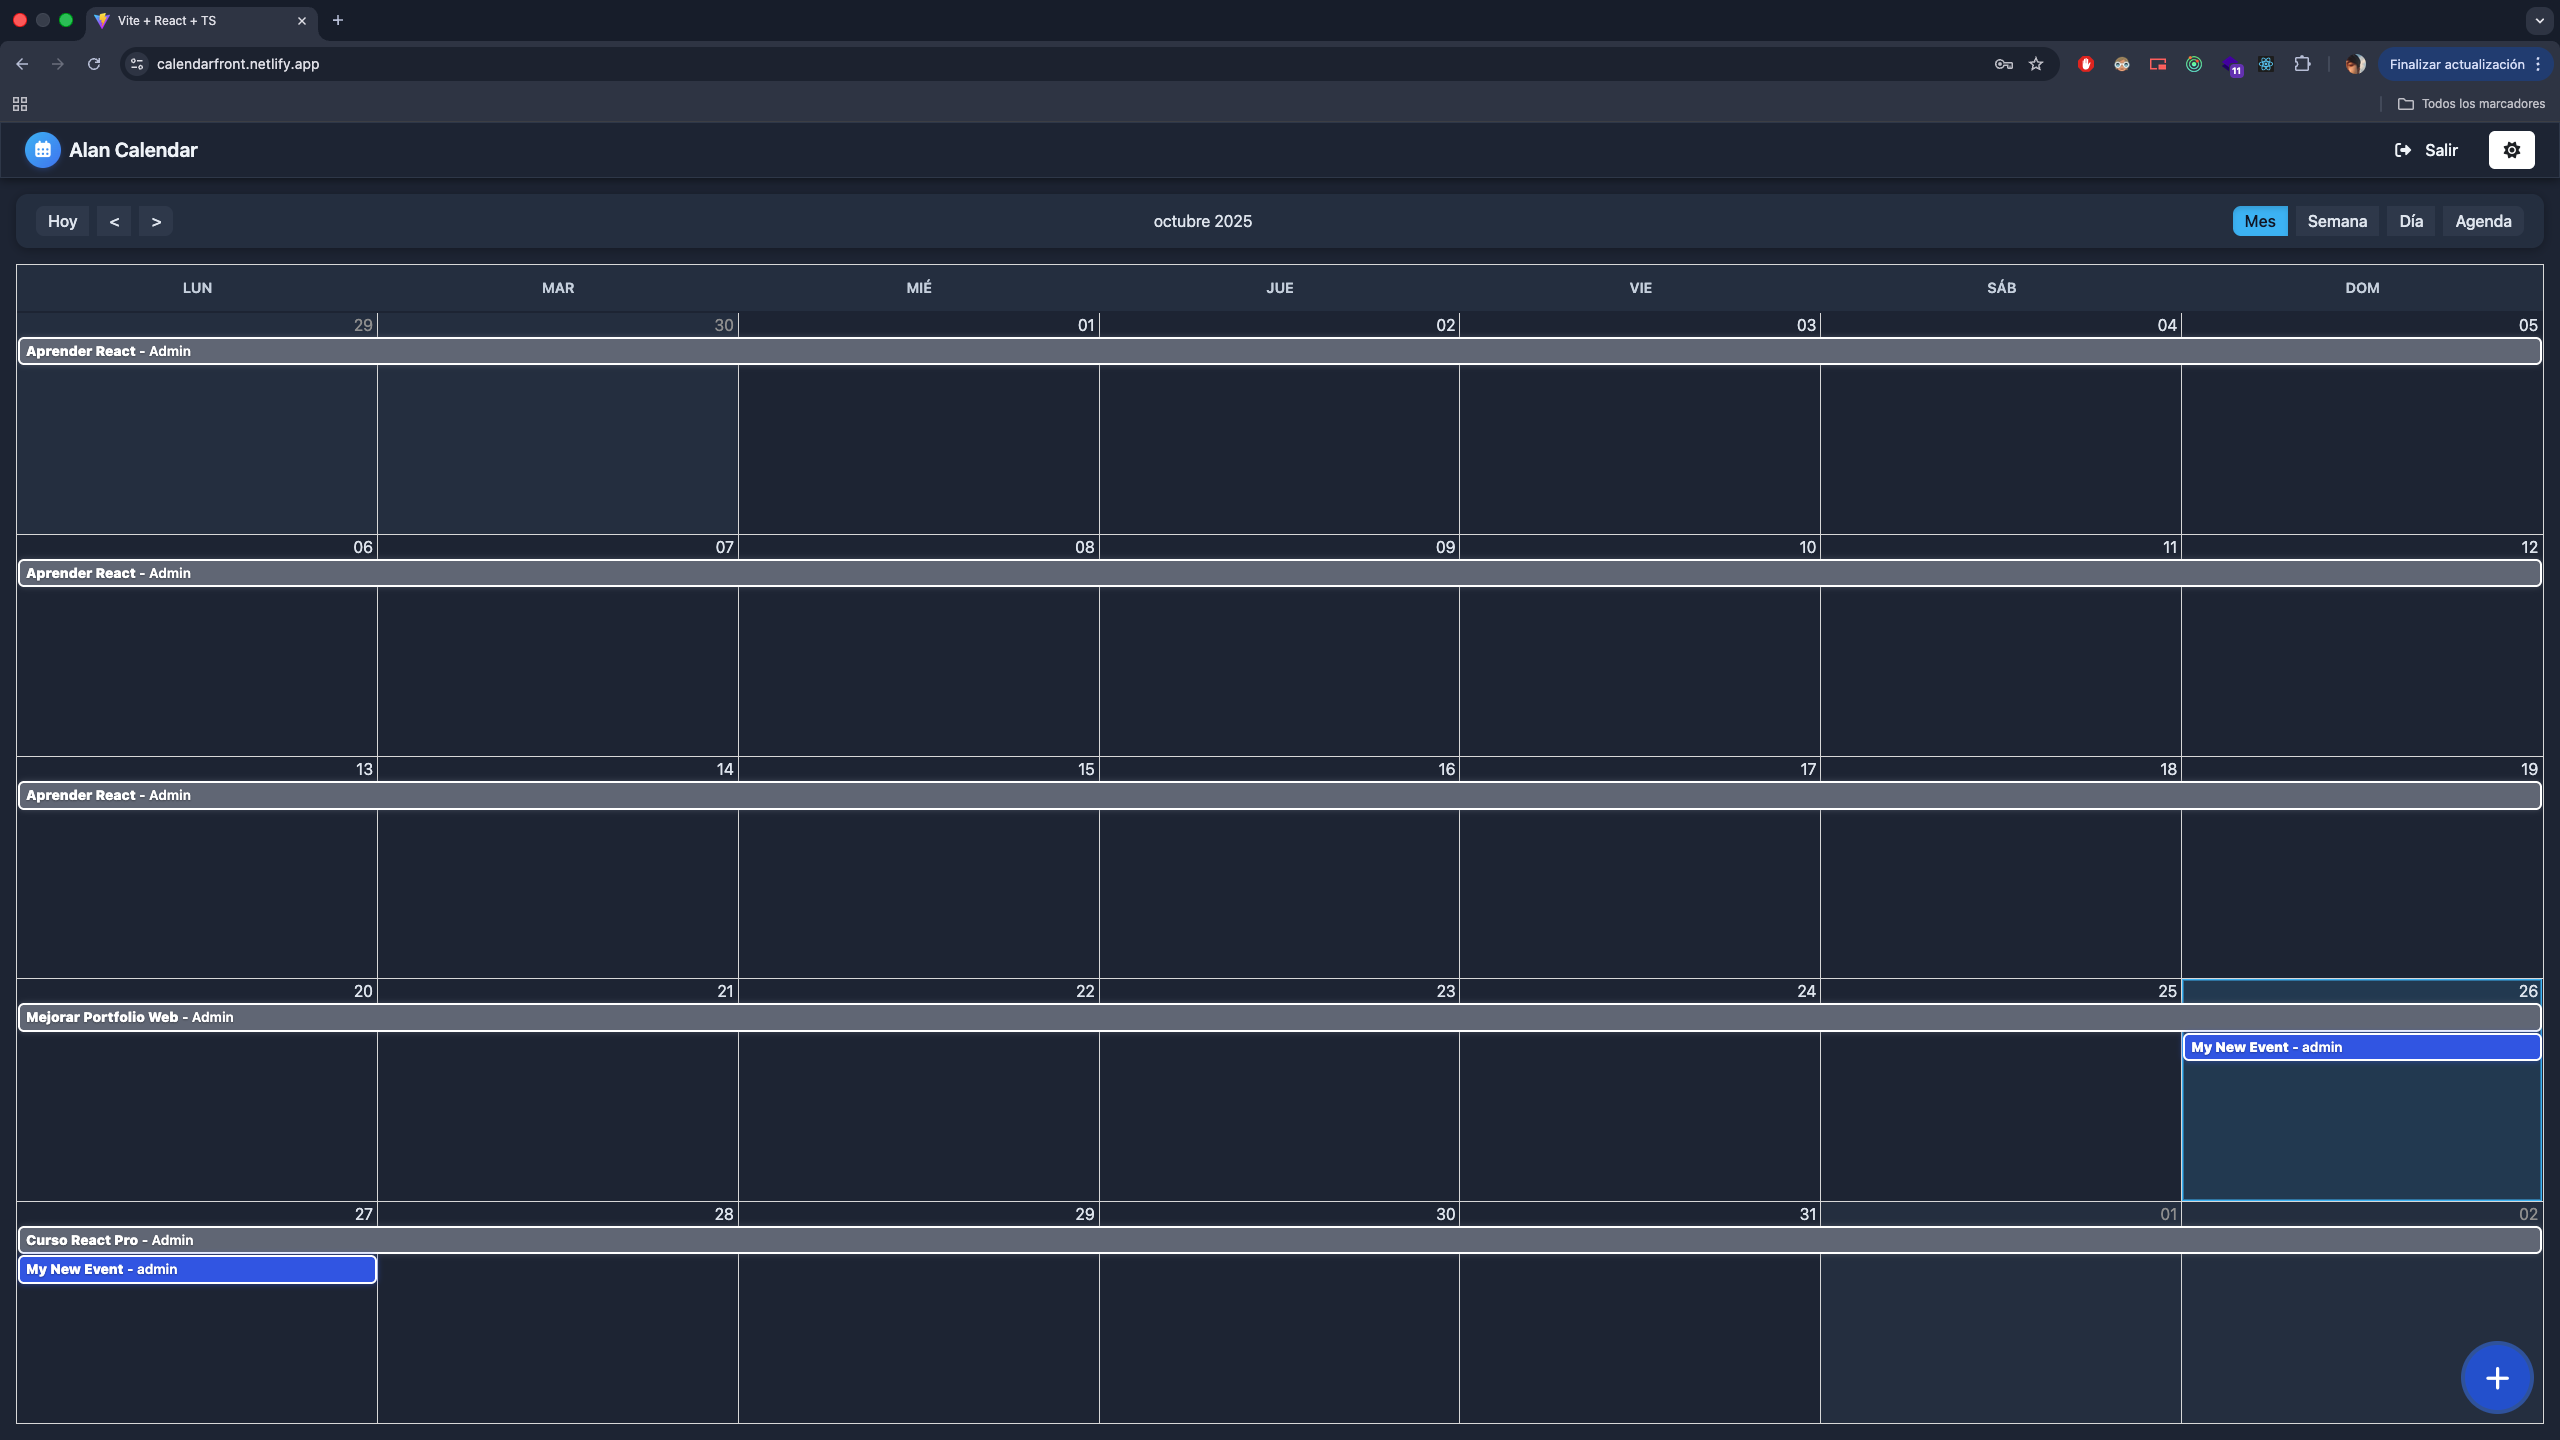 Vite + React + TS
calendarfront.netlify.app
11
Finalizar actualización
Todos los marcadores
Alan Calendar
Salir
Hoy < > octubre 2025 Mes Semana Día Agenda
LUN MAR MIÉ JUE VIE SÁB DOM
29 30 01 02 03 04 05
Aprender React - Admin
06 07 08 09 10 11 12
Aprender React - Admin
13 14 15 16 17 18 19
Aprender React - Admin
20 21 22 23 24 25 26
Mejorar Portfolio Web - Admin
My New Event - admin
27 28 29 30 31 01 02
Curso React Pro - Admin
My New Event - admin